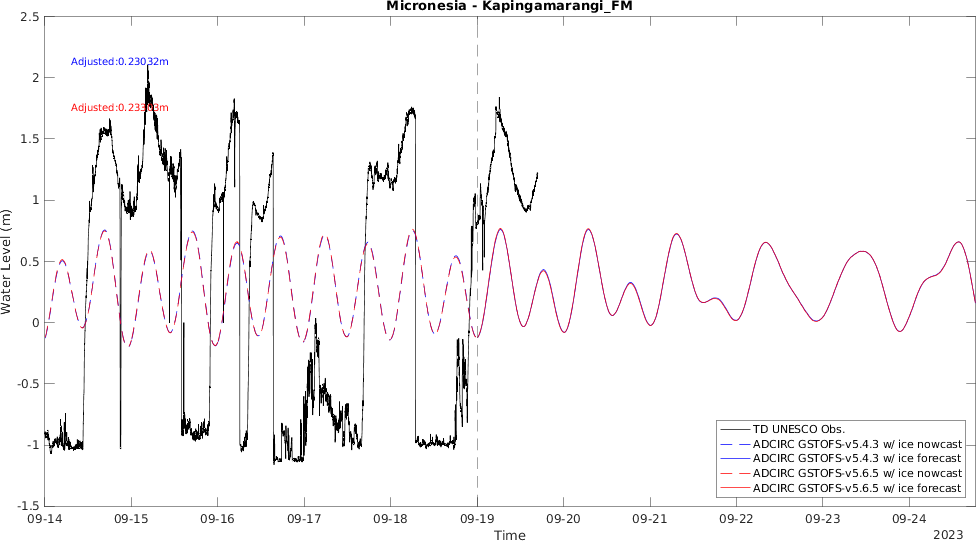 Micronesia - Kapingamarangi_FM
Water Level (m)
2.5
2
1.5
1
0.5
0
-0.5
-1
-1.5
Adjusted:0.23032m
TD UNESCO Obs.
ADCIRC GSTOFS-v5.4.3 w/ ice nowcast
ADCIRC GSTOFS-v5.4.3 w/ ice forecast
ADCIRC GSTOFS-v5.6.5 w/ ice nowcast
ADCIRC GSTOFS-v5.6.5 w/ ice forecast
09-14 09-15 09-16 09-17 09-18 09-19 09-20 09-21 09-22 09-23 09-24
Time
2023